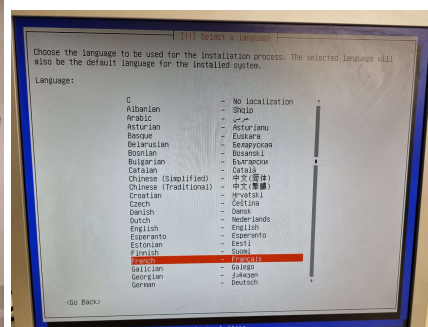 [!!] Select a language
Choose the language to be used for the installation process. The selected language will
also be the default language for the installed system.
Language:
C - No localization
Albanian - Shqip
Arabic - عربي
Asturian - Asturianu
Basque - Euskara
Belarusian - Беларуская
Bosnian - Bosanski
Bulgarian - Български
Catalan - Català
Chinese (Simplified) - 中文(简体)
Chinese (Traditional) - 中文(繁體)
Croatian - Hrvatski
Czech - Čeština
Danish - Dansk
Dutch - Nederlands
English - English
Esperanto - Esperanto
Estonian - Eesti
Finnish - Suomi
French - Français
Galician - Galego
Georgian - ქართული
German - Deutsch
<Go Back>